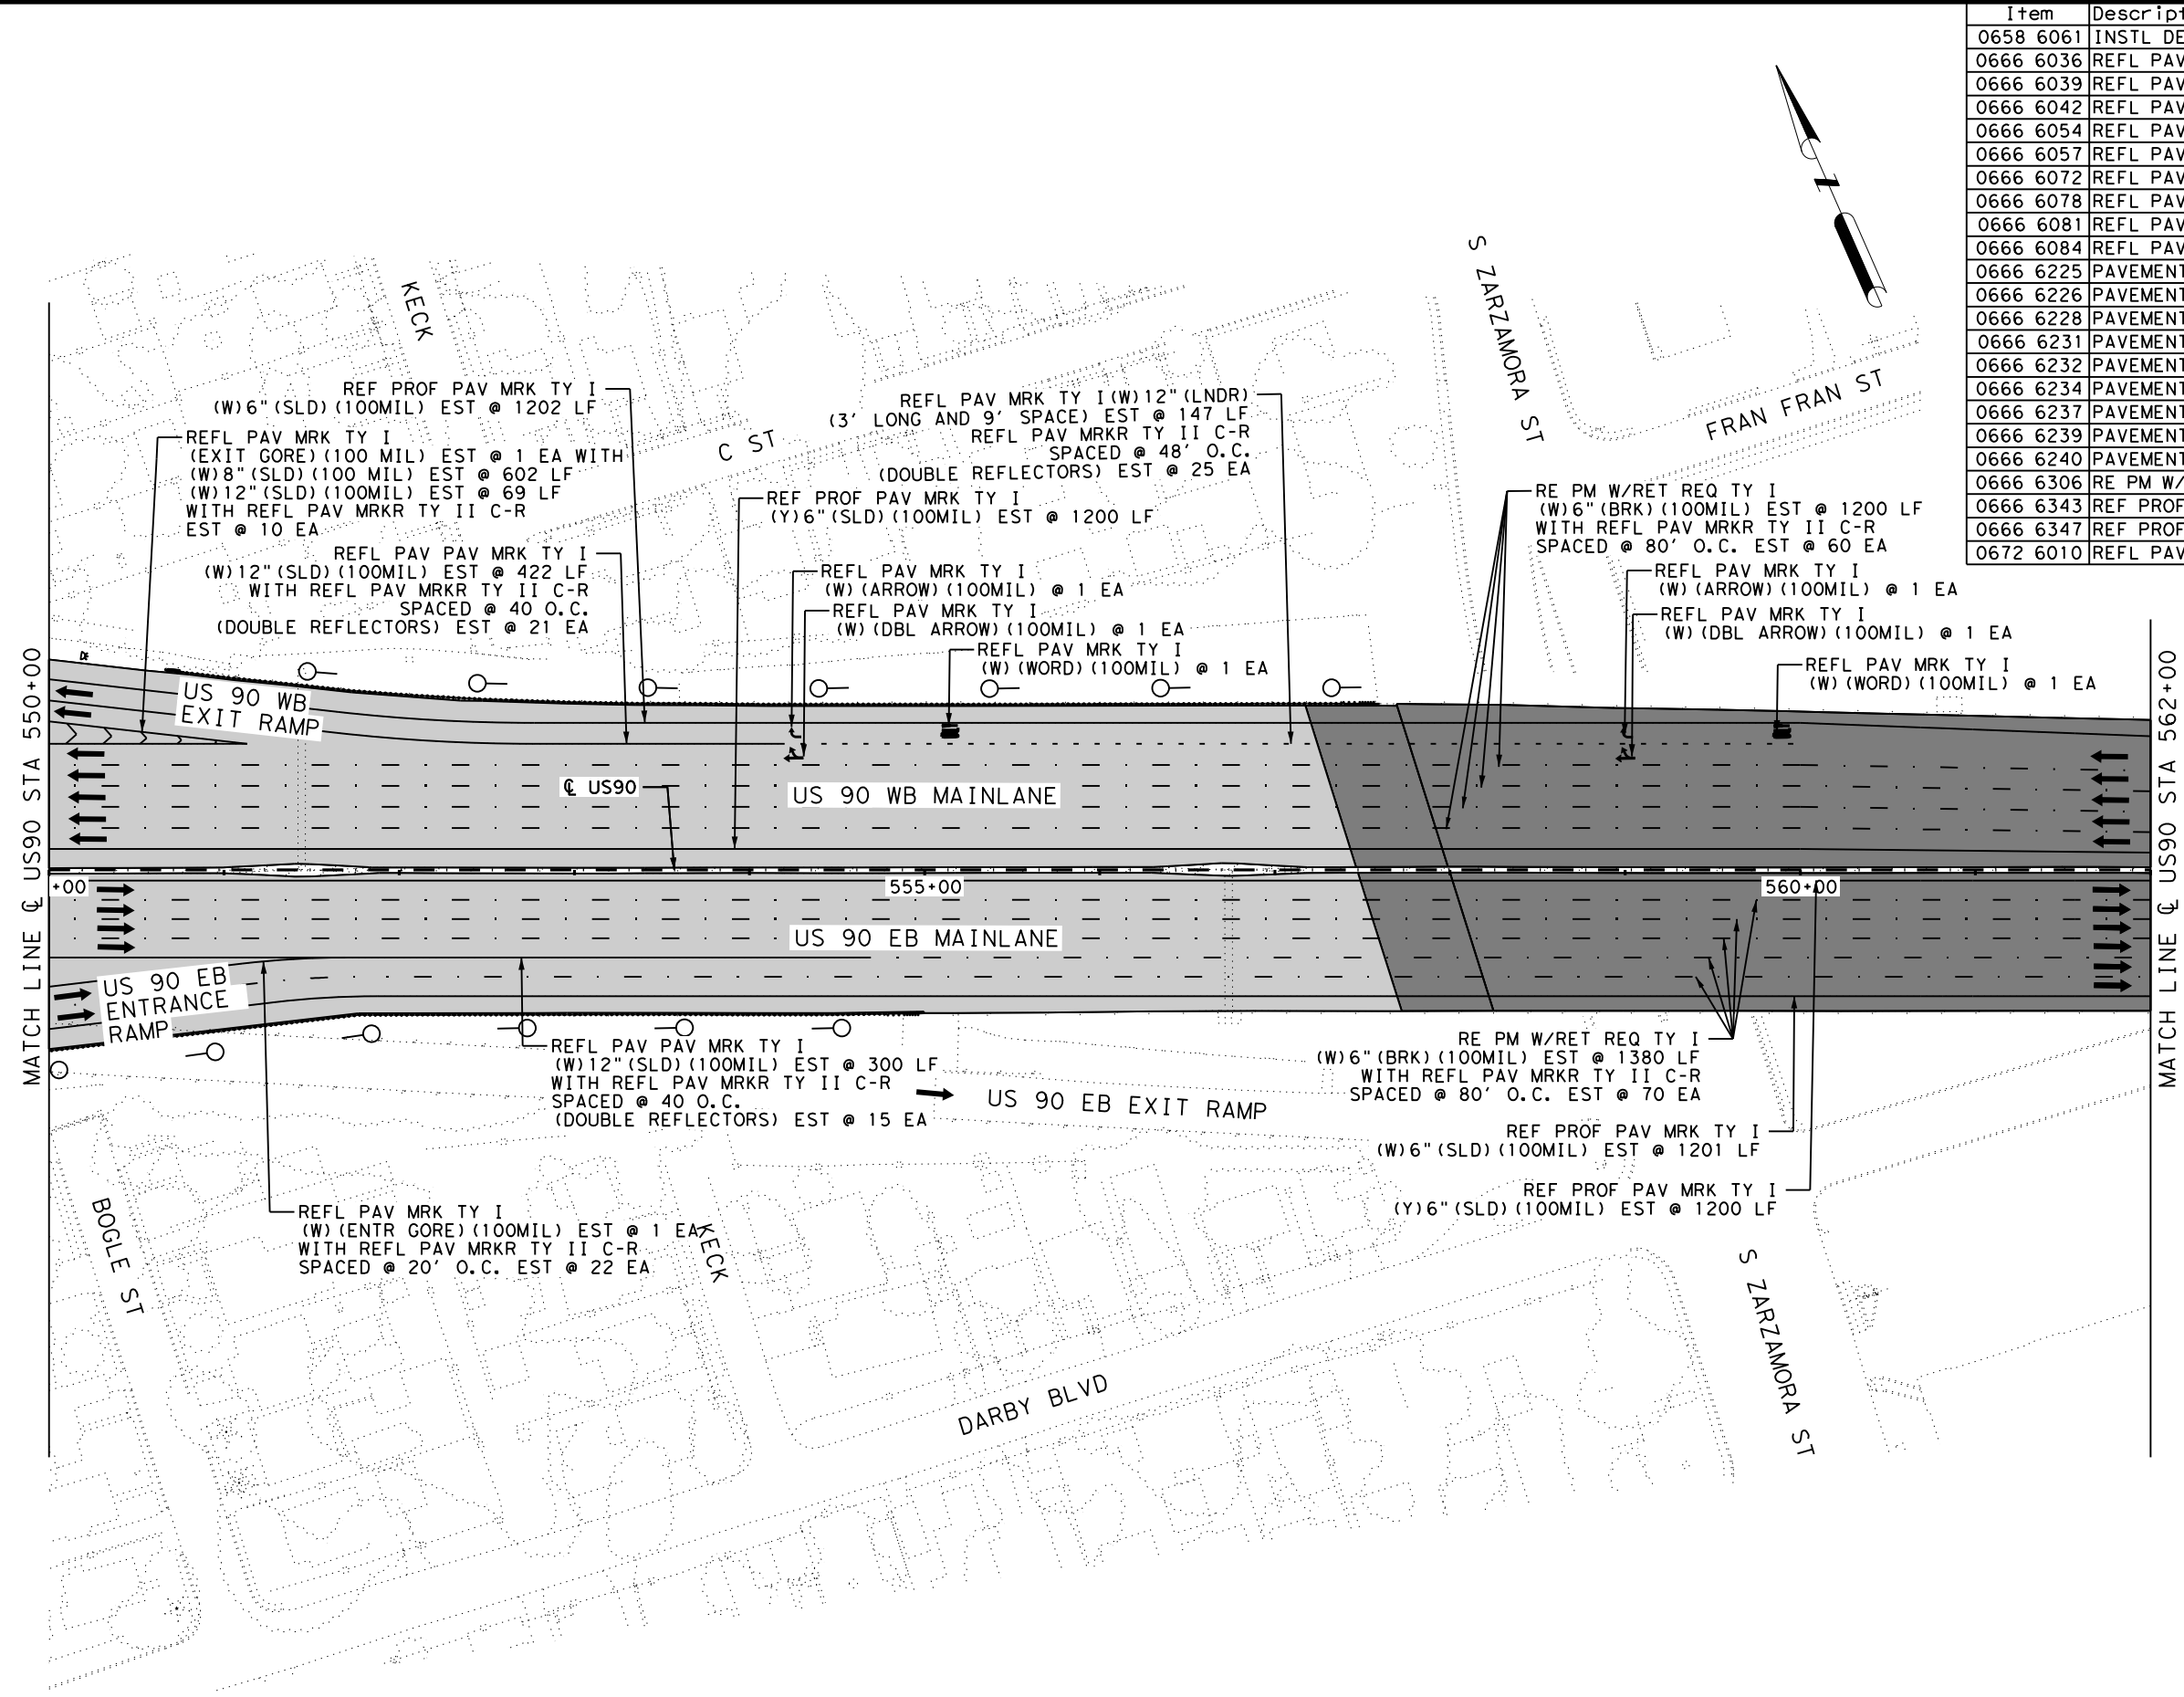 Item Descript
0658 6061 INSTL DE
0666 6036 REFL PAV
0666 6039 REFL PAV
0666 6042 REFL PAV
0666 6054 REFL PAV
0666 6057 REFL PAV
0666 6072 REFL PAV
0666 6078 REFL PAV
0666 6081 REFL PAV
0666 6084 REFL PAV
0666 6225 PAVEMENT
0666 6226 PAVEMENT
0666 6228 PAVEMENT
0666 6231 PAVEMENT
0666 6232 PAVEMENT
0666 6234 PAVEMENT
0666 6237 PAVEMENT
0666 6239 PAVEMENT
0666 6240 PAVEMENT
0666 6306 RE PM W/
0666 6343 REF PROF
0666 6347 REF PROF
0672 6010 REFL PAV
KECK
C ST
S ZARZAMORA ST
FRAN FRAN ST
REF PROF PAV MRK TY I
(W)6"(SLD)(100MIL) EST @ 1202 LF
REFL PAV MRK TY I
(EXIT GORE)(100 MIL) EST @ 1 EA WITH
(W)8"(SLD)(100 MIL) EST @ 602 LF
(W)12"(SLD)(100MIL) EST @ 69 LF
WITH REFL PAV MRKR TY II C-R
EST @ 10 EA
REFL PAV PAV MRK TY I
(W)12"(SLD)(100MIL) EST @ 422 LF
WITH REFL PAV MRKR TY II C-R
SPACED @ 40 O.C.
(DOUBLE REFLECTORS) EST @ 21 EA
REFL PAV MRK TY I(W)12"(LNDR)
(3' LONG AND 9' SPACE) EST @ 147 LF
REFL PAV MRKR TY II C-R
SPACED @ 48' O.C.
(DOUBLE REFLECTORS) EST @ 25 EA
REF PROF PAV MRK TY I
(Y)6"(SLD)(100MIL) EST @ 1200 LF
REFL PAV MRK TY I
(W)(ARROW)(100MIL) @ 1 EA
REFL PAV MRK TY I
(W)(DBL ARROW)(100MIL) @ 1 EA
REFL PAV MRK TY I
(W)(WORD)(100MIL) @ 1 EA
RE PM W/RET REQ TY I
(W)6"(BRK)(100MIL) EST @ 1200 LF
WITH REFL PAV MRKR TY II C-R
SPACED @ 80' O.C. EST @ 60 EA
REFL PAV MRK TY I
(W)(ARROW)(100MIL) @ 1 EA
REFL PAV MRK TY I
(W)(DBL ARROW)(100MIL) @ 1 EA
REFL PAV MRK TY I
(W)(WORD)(100MIL) @ 1 EA
MATCH LINE ℄ US90 STA 550+00
US 90 WB
EXIT RAMP
℄ US90
US 90 WB MAINLANE
+00
555+00
560+00
US 90 EB MAINLANE
US 90 EB
ENTRANCE
RAMP
MATCH LINE ℄ US90 STA 562+00
REFL PAV PAV MRK TY I
(W)12"(SLD)(100MIL) EST @ 300 LF
WITH REFL PAV MRKR TY II C-R
SPACED @ 40 O.C.
(DOUBLE REFLECTORS) EST @ 15 EA
US 90 EB EXIT RAMP
RE PM W/RET REQ TY I
(W)6"(BRK)(100MIL) EST @ 1380 LF
WITH REFL PAV MRKR TY II C-R
SPACED @ 80' O.C. EST @ 70 EA
REF PROF PAV MRK TY I
(W)6"(SLD)(100MIL) EST @ 1201 LF
REF PROF PAV MRK TY I
(Y)6"(SLD)(100MIL) EST @ 1200 LF
REFL PAV MRK TY I
(W)(ENTR GORE)(100MIL) EST @ 1 EA
WITH REFL PAV MRKR TY II C-R
SPACED @ 20' O.C. EST @ 22 EA
BOGLE ST
KECK
DARBY BLVD
S ZARZAMORA ST